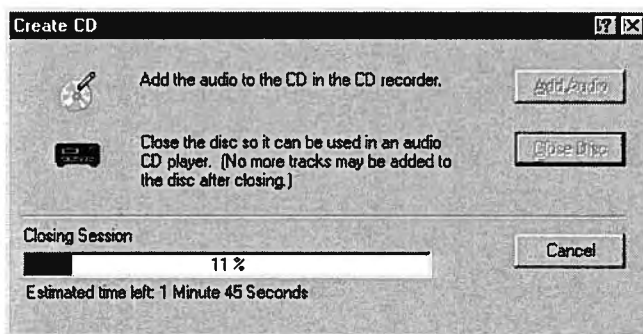 Create CD
Add the audio to the CD in the CD recorder.
Add Audio
Close the disc so it can be used in an audio
CD player. (No more tracks may be added to
the disc after closing.)
Close Disc
Closing Session
11 %
Cancel
Estimated time left: 1 Minute 45 Seconds